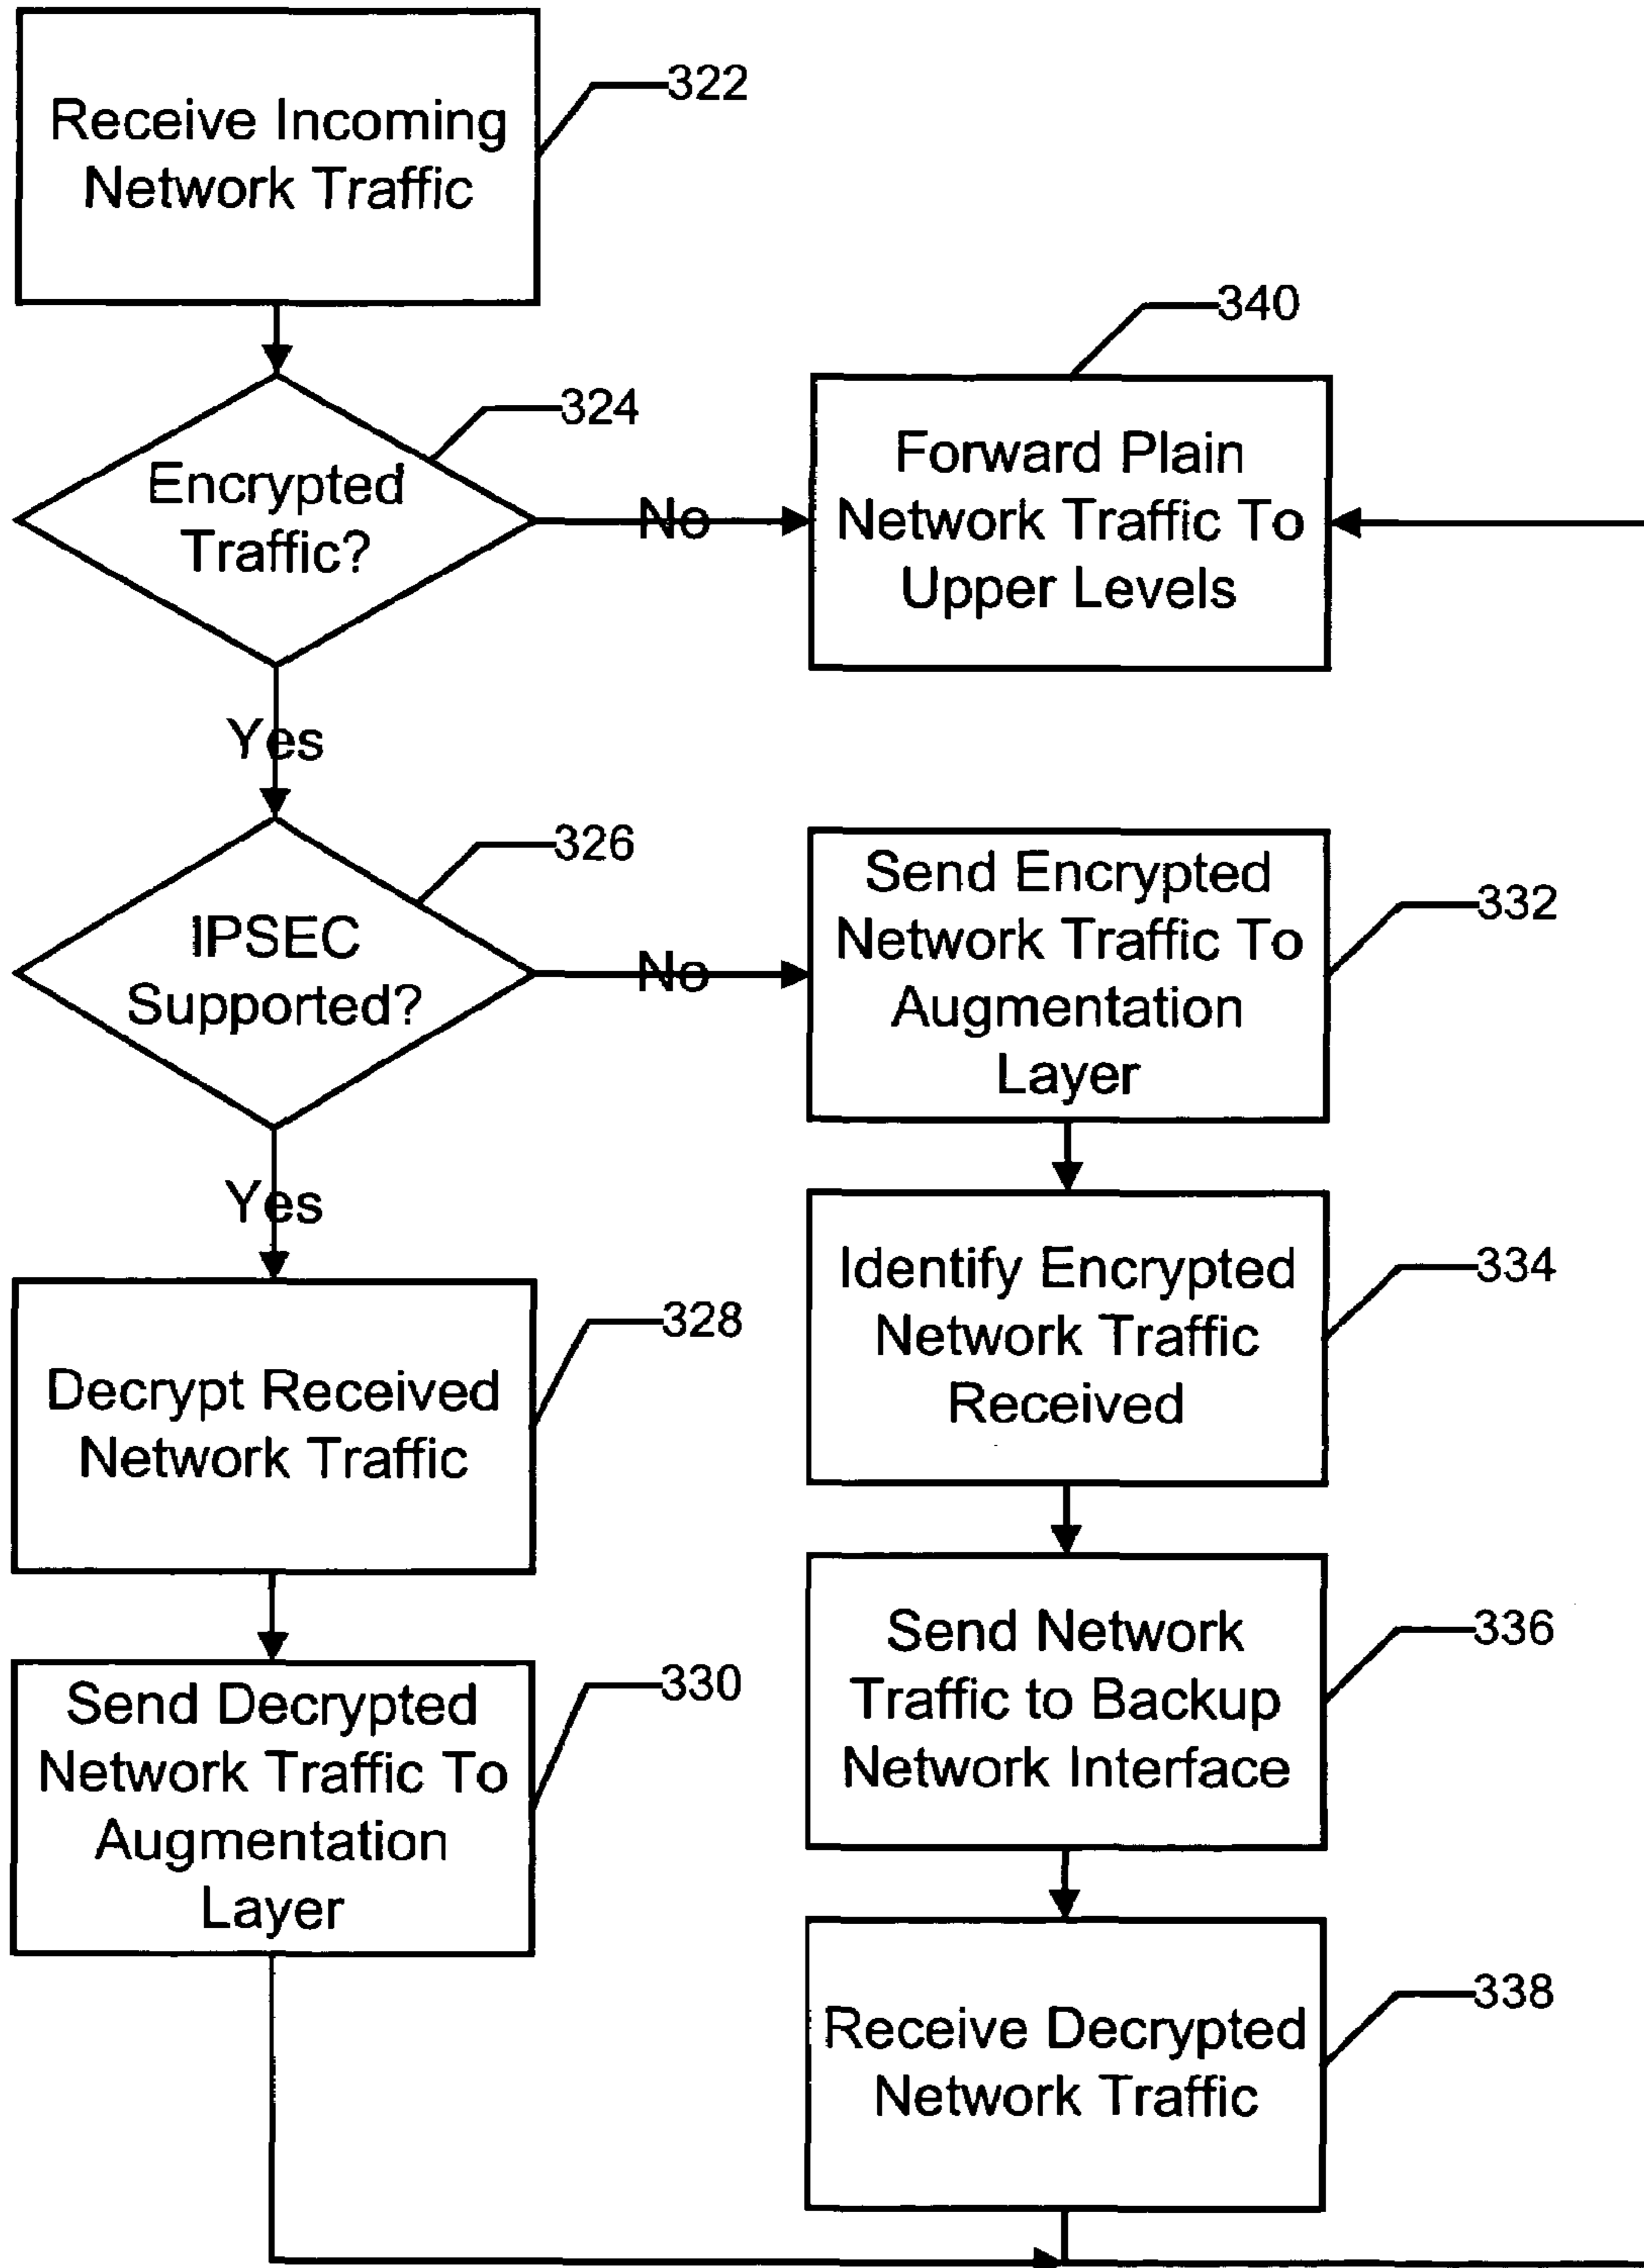 Receive Incoming
Network Traffic
322
340
324
Encrypted
Traffic?
No
Forward Plain
Network Traffic To
Upper Levels
Yes
326
IPSEC
Supported?
No
Send Encrypted
Network Traffic To
Augmentation
Layer
332
Yes
Identify Encrypted
Network Traffic
Received
334
Decrypt Received
Network Traffic
328
Send Network
Traffic to Backup
Network Interface
336
Send Decrypted
Network Traffic To
Augmentation
Layer
330
Receive Decrypted
Network Traffic
338